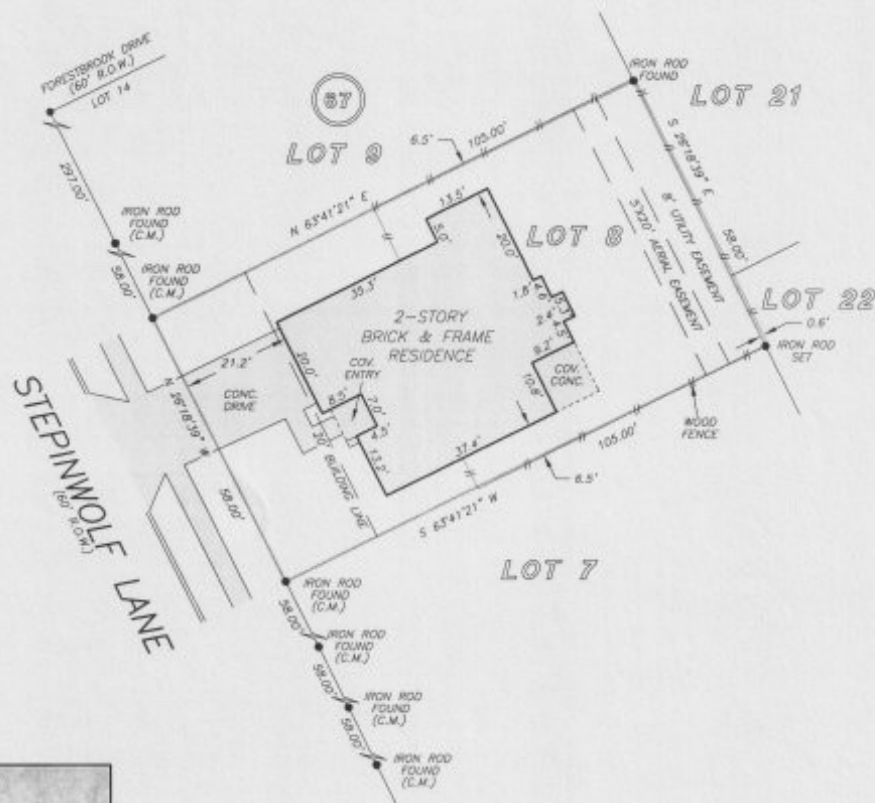 FORESTBROOK DRIVE
(60' R.O.W.)
LOT 14
67
LOT 9
6.5'
105.00'
N 63°41'21" E
IRON ROD
FOUND
LOT 21
S 26°18'39" E
58.00'
297.00'
IRON ROD
FOUND
(C.M.)
58.00'
IRON ROD
FOUND
(C.M.)
13.5'
5.0'
20.0'
LOT 8
8' UTILITY EASEMENT
5'X20' AERIAL
EASEMENT
LOT 22
0.6'
IRON ROD
SET
35.3'
1.8'
4.6'
5.3'
2.4'
4.5'
9.2'
2-STORY
BRICK & FRAME
RESIDENCE
COV.
ENTRY
COV.
CONC.
10.8'
21.2'
20.0'
CONC.
DRIVE
8.5'
7.0'
4.5'
13.2'
37.4'
20' BUILDING LINE
WOOD
FENCE
105.00'
6.5'
S 63°41'21" W
N 26°18'39" W
58.00'
STEPINWOLF LANE
(60' R.O.W.)
LOT 7
IRON ROD
FOUND
(C.M.)
58.00'
IRON ROD
FOUND
(C.M.)
58.00'
IRON ROD
FOUND
(C.M.)
58.00'
IRON ROD
FOUND
(C.M.)